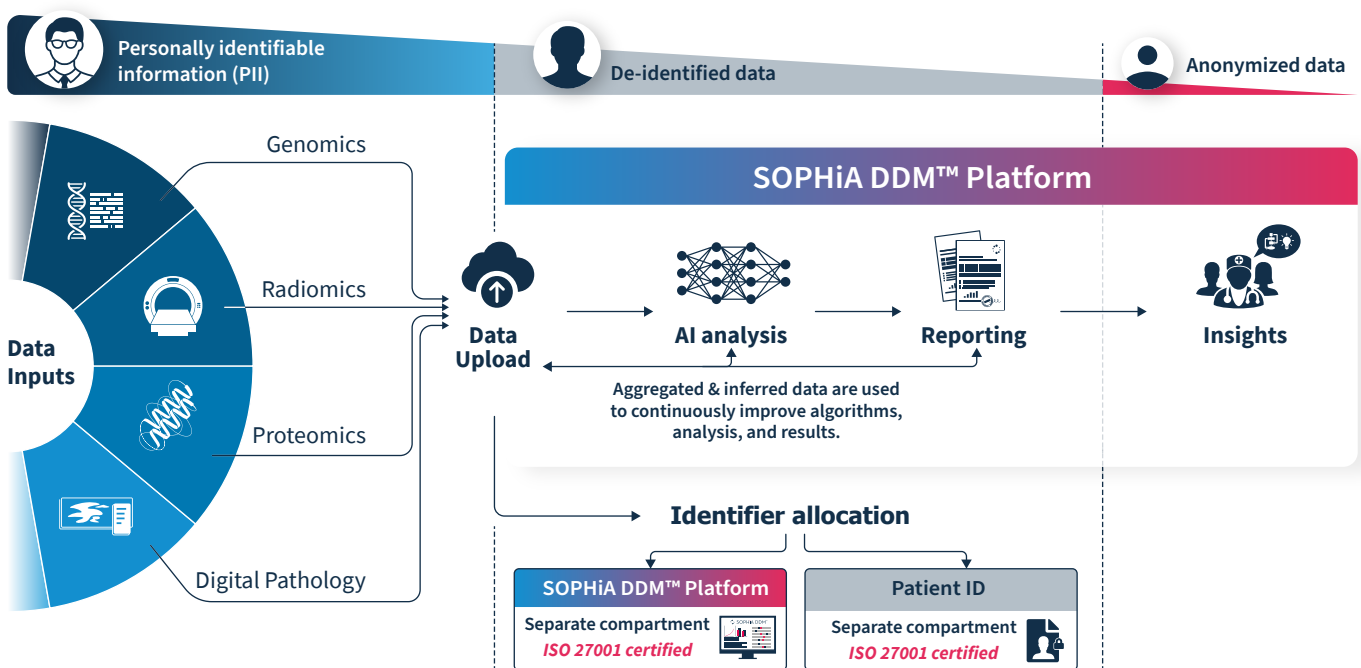 Personally identifiable
information (PII)
De-identified data
Anonymized data
Genomics
Radiomics
Proteomics
Digital Pathology
Data
Inputs
SOPHiA DDM™ Platform
Data
Upload
AI analysis
Reporting
Insights
Aggregated & inferred data are used
to continuously improve algorithms,
analysis, and results.
Identifier allocation
SOPHiA DDM™ Platform
Separate compartment
ISO 27001 certified
SOPHiA DDM
Patient ID
Separate compartment
ISO 27001 certified